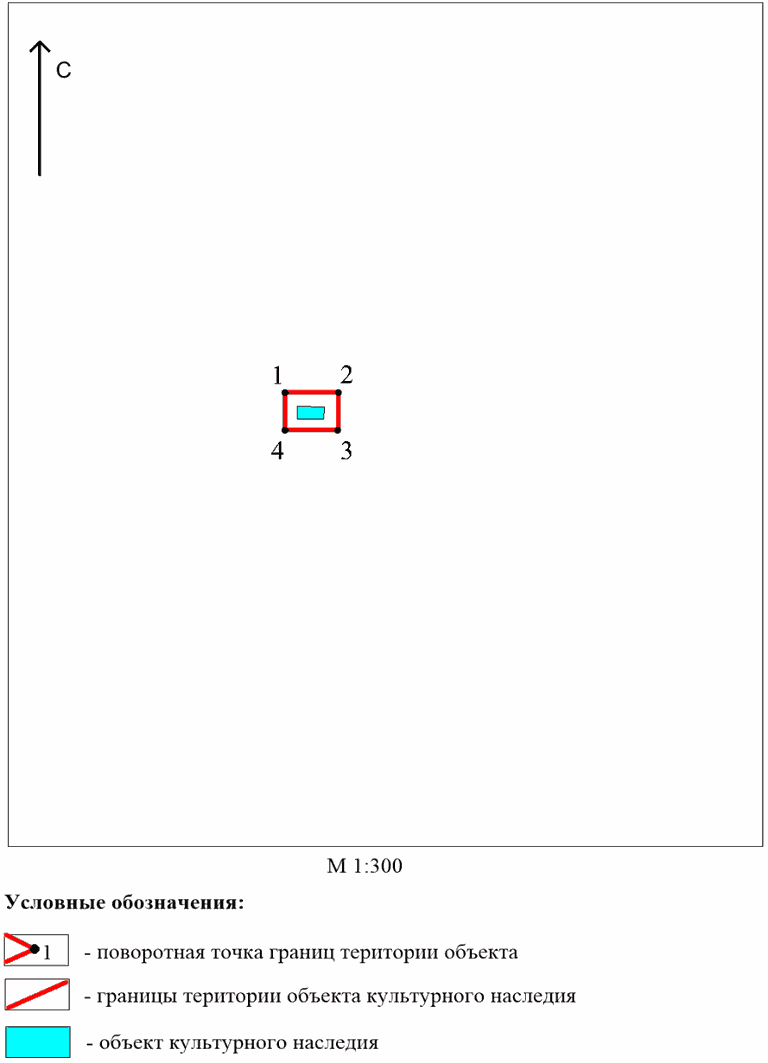 С
1 2
4 3
М 1:300
Условные обозначения:
1 - поворотная точка границ територии объекта
- границы територии объекта культурного наследия
- объект культурного наследия